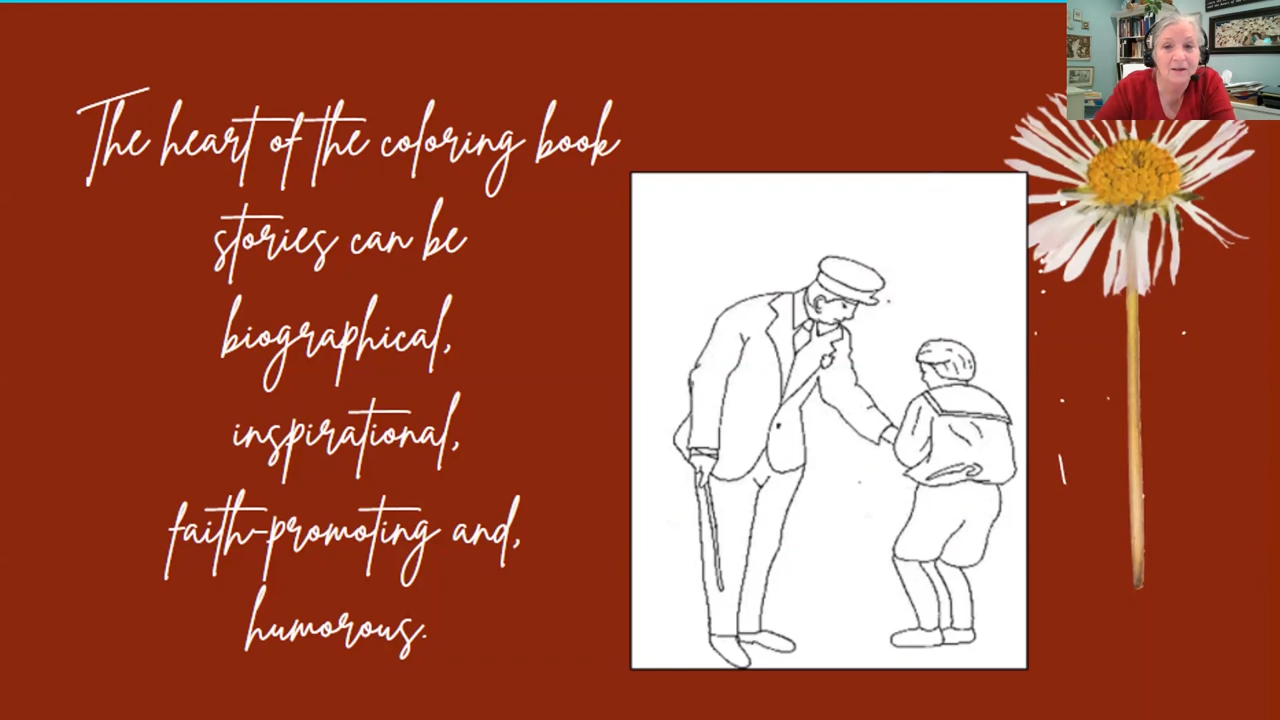 The heart of the coloring book
stories can be
biographical,
inspirational,
faith-promoting and,
humorous.